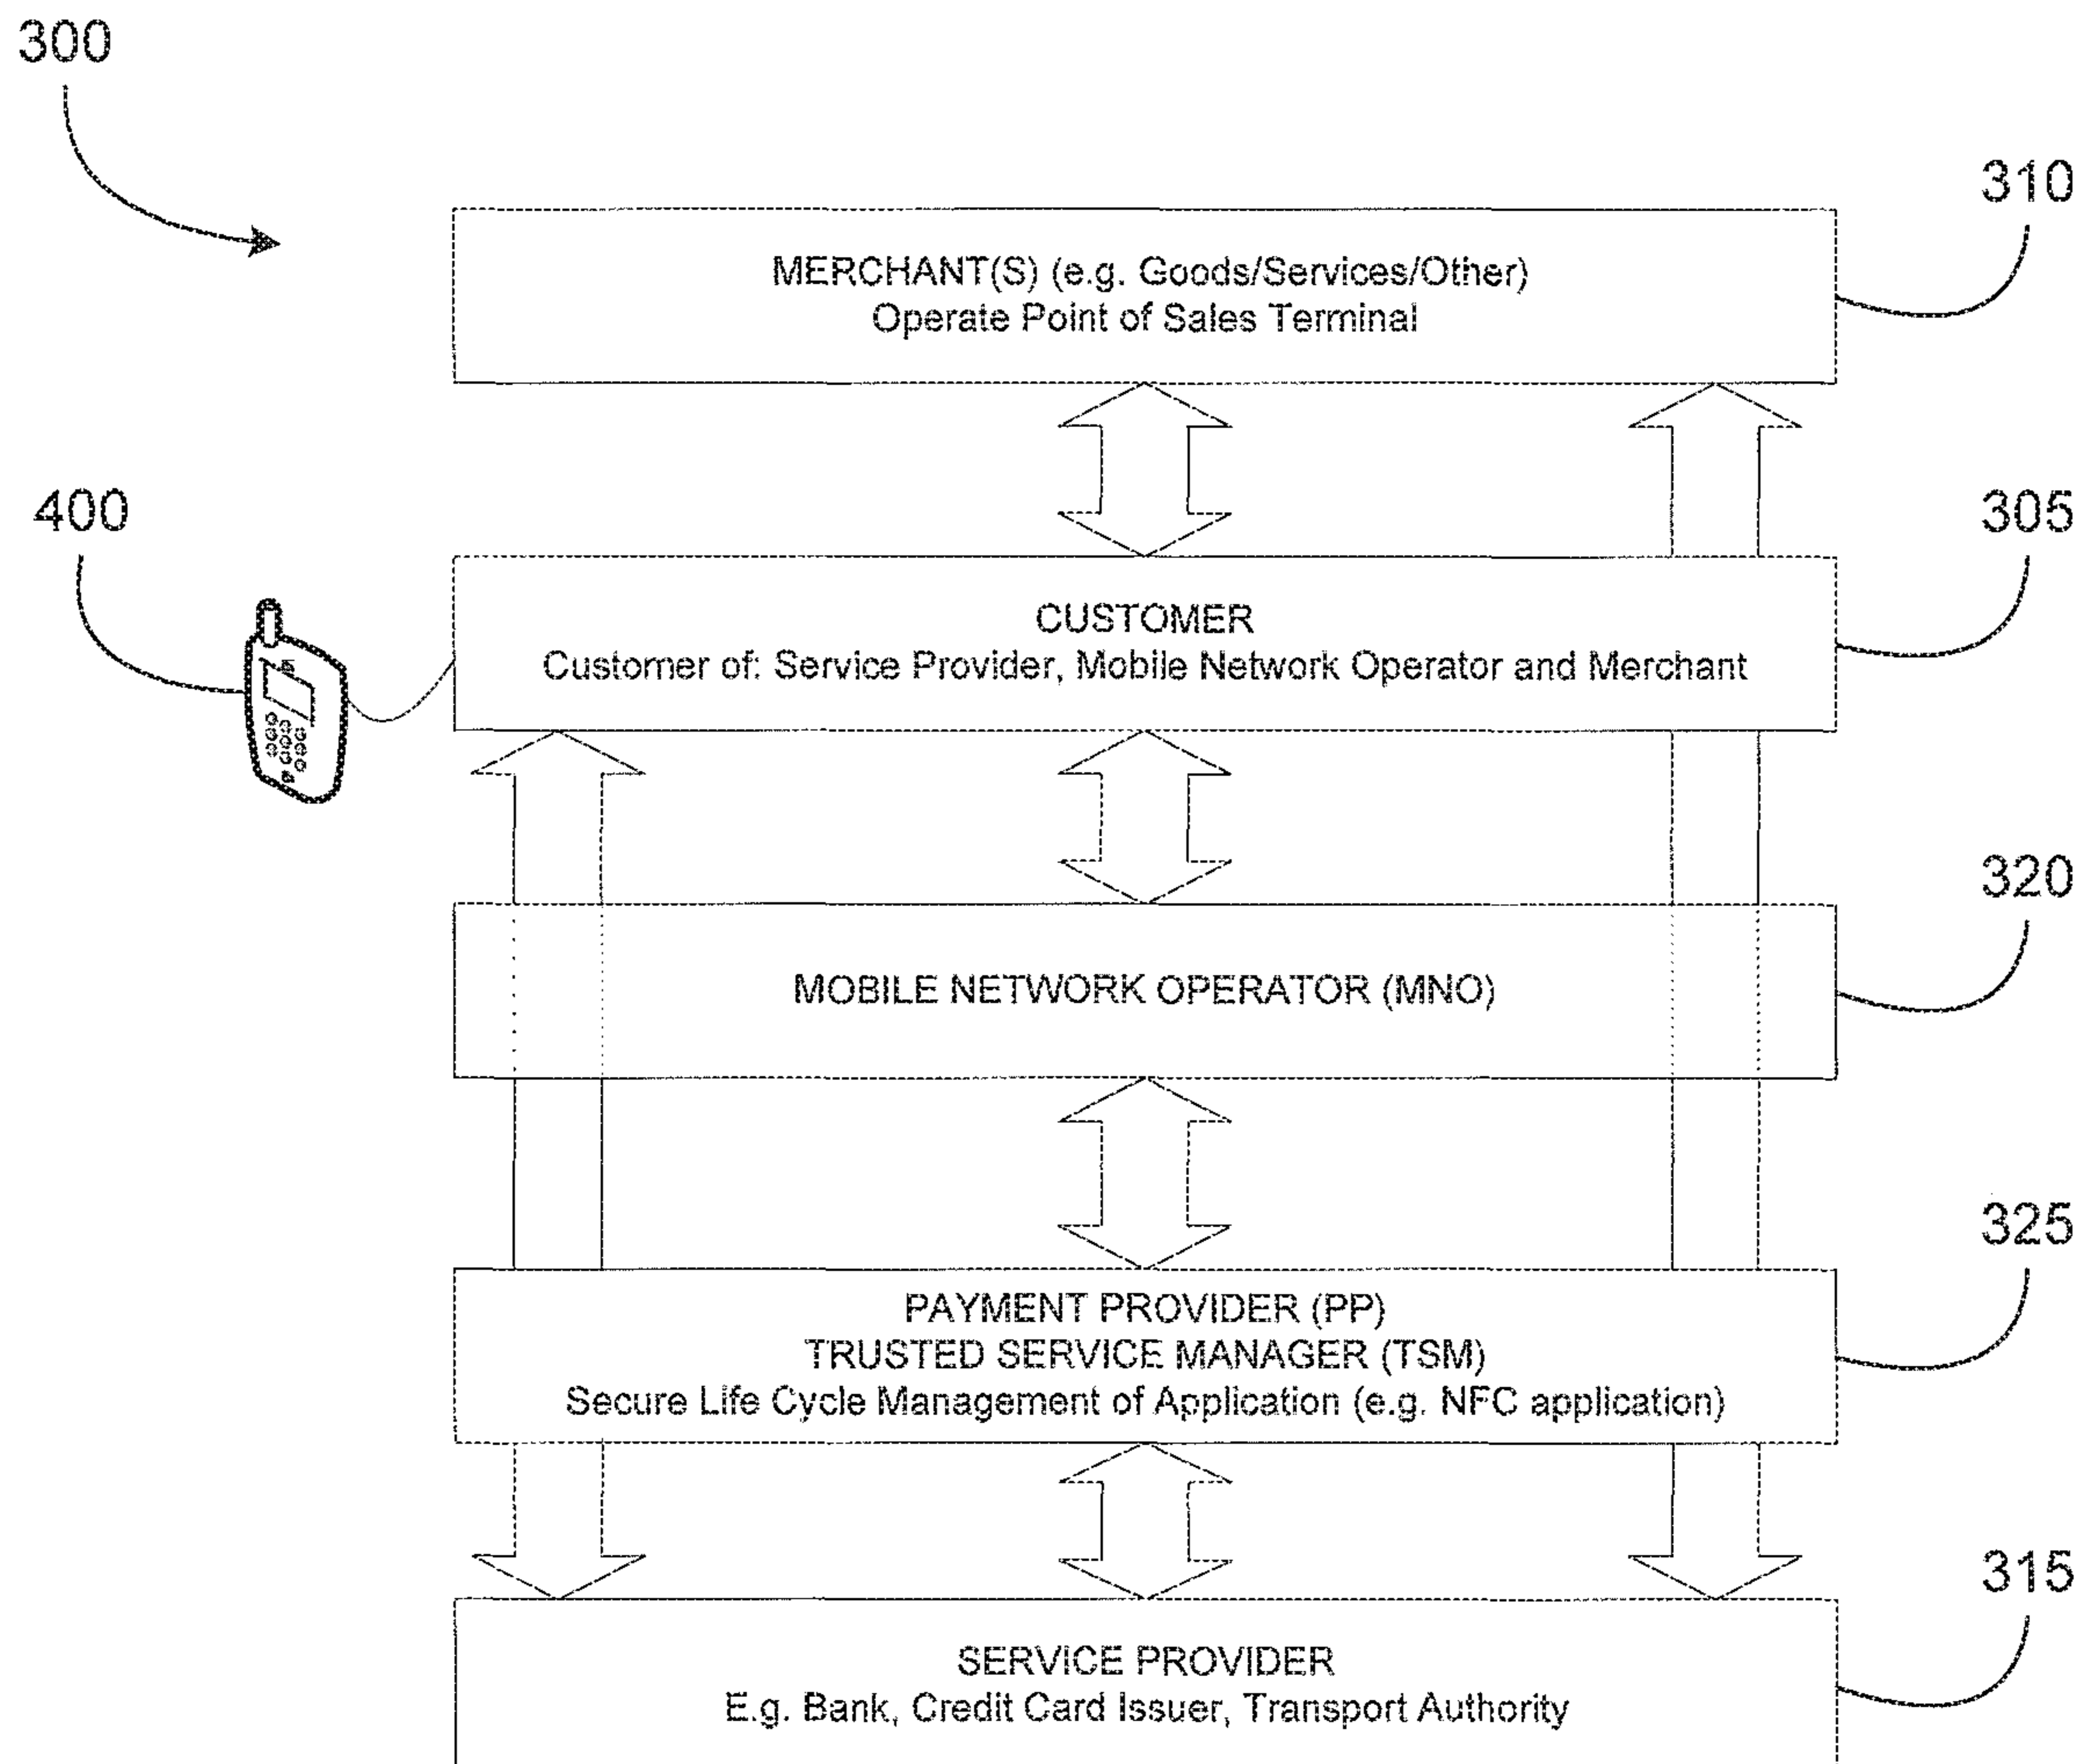 300
310
MERCHANT(S) (e.g. Goods/Services/Other)
Operate Point of Sales Terminal
400
305
CUSTOMER
Customer of: Service Provider, Mobile Network Operator and Merchant
320
MOBILE NETWORK OPERATOR (MNO)
325
PAYMENT PROVIDER (PP)
TRUSTED SERVICE MANAGER (TSM)
Secure Life Cycle Management of Application (e.g. NFC application)
315
SERVICE PROVIDER
E.g. Bank, Credit Card Issuer, Transport Authority